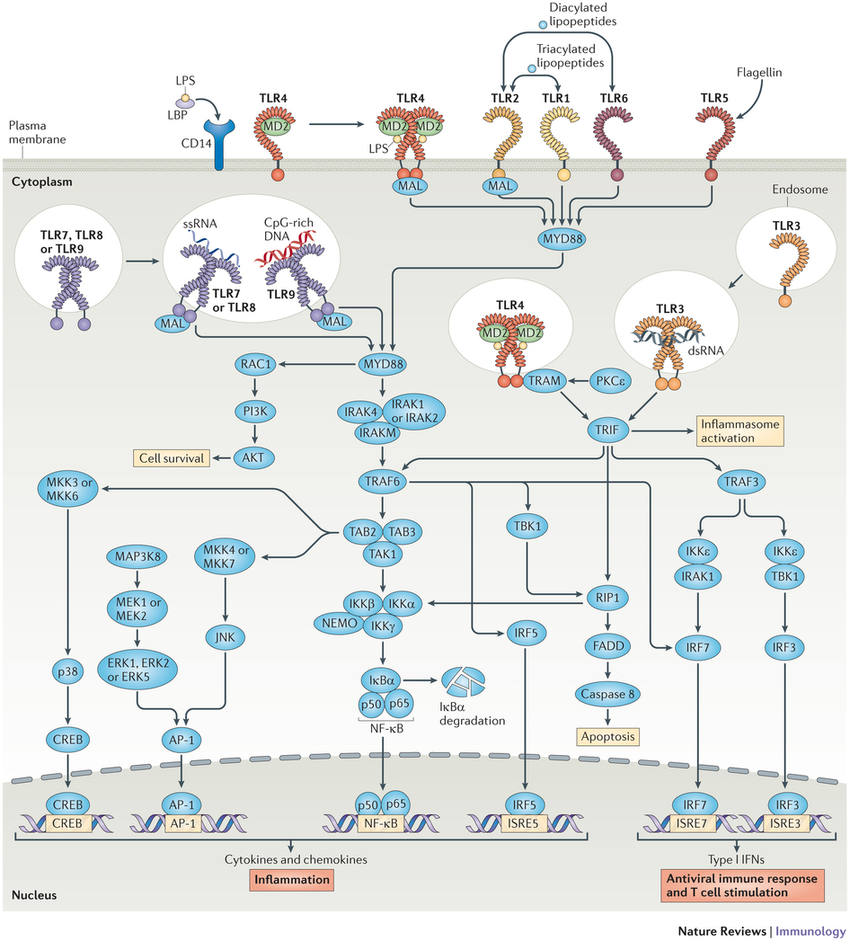 Diacylated
lipopeptides
Triacylated
lipopeptides
LPS
LBP
CD14
TLR4
MD2
TLR4
MD2
MD2
LPS
TLR2
TLR1
TLR6
TLR5
Flagellin
Plasma
membrane
Cytoplasm
MAL
MAL
Endosome
TLR7, TLR8
or TLR9
ssRNA
CpG-rich
DNA
TLR7
or TLR8
TLR9
MAL
MAL
MYD88
TLR3
TLR4
MD2
MD2
TLR3
dsRNA
RAC1
MYD88
TRAM
PKCε
PI3K
IRAK4
IRAK1
or IRAK2
IRAKM
TRIF
Inflammasome
activation
Cell survival
AKT
MKK3 or
MKK6
TRAF6
TRAF3
TAB2
TAB3
TAK1
TBK1
MAP3K8
MKK4 or
MKK7
IKKε
IRAK1
IKKε
TBK1
MEK1 or
MEK2
IKKβ
IKKα
NEMO
IKKγ
RIP1
JNK
IRF5
FADD
IRF7
IRF3
p38
ERK1, ERK2
or ERK5
IκBα
p50
p65
NF-κB
IκBα
degradation
Caspase 8
Apoptosis
CREB
AP-1
CREB
CREB
AP-1
AP-1
p50
p65
NF-κB
IRF5
ISRE5
IRF7
ISRE7
IRF3
ISRE3
Cytokines and chemokines
Inflammation
Type I IFNs
Antiviral immune response
and T cell stimulation
Nucleus
Nature Reviews | Immunology